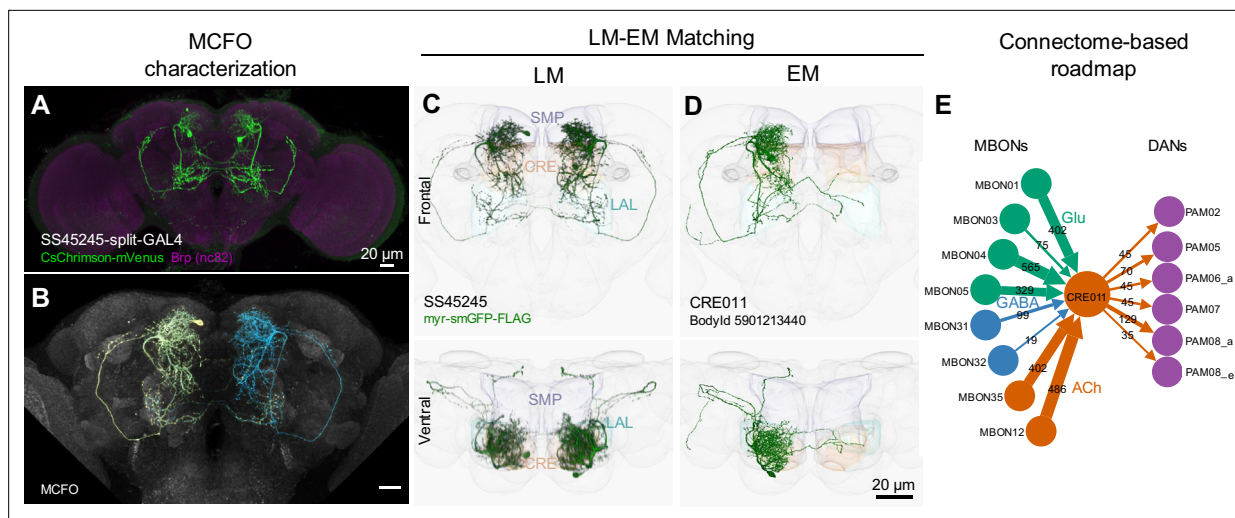 MCFO
characterization
LM-EM Matching
LM
EM
Connectome-based
roadmap
A
SS45245-split-GAL4
CsChrimson-mVenus Brp (nc82)
20 µm
B
MCFO
C
SMP
CRE
LAL
Frontal
SS45245
myr-smGFP-FLAG
Ventral
SMP
LAL
CRE
D
CRE011
BodyId 5901213440
20 µm
E
MBONs
DANs
MBON01
Glu
402
MBON03
75
MBON04
565
MBON05
329
GABA
MBON31
99
MBON32
19
MBON35
402
ACh
MBON12
486
CRE011
45
PAM02
70
PAM05
45
PAM06_a
45
PAM07
129
PAM08_a
35
PAM08_e